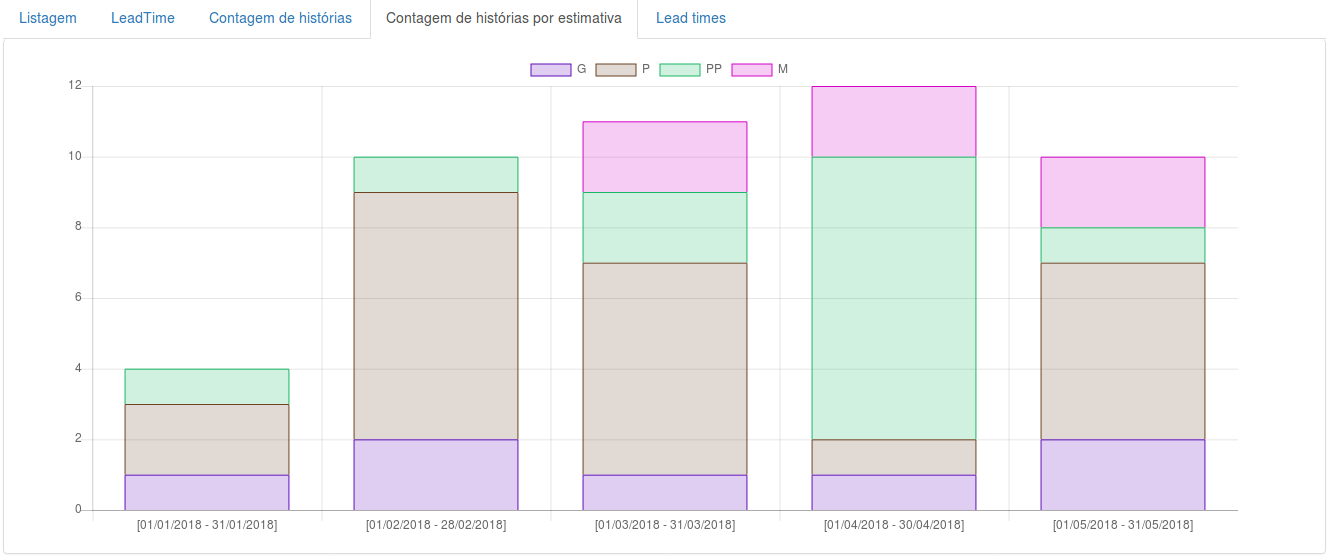 Listagem LeadTime Contagem de histórias Contagem de histórias por estimativa Lead times
G P PP M
12
10
8
6
4
2
0
[01/01/2018 - 31/01/2018] [01/02/2018 - 28/02/2018] [01/03/2018 - 31/03/2018] [01/04/2018 - 30/04/2018] [01/05/2018 - 31/05/2018]